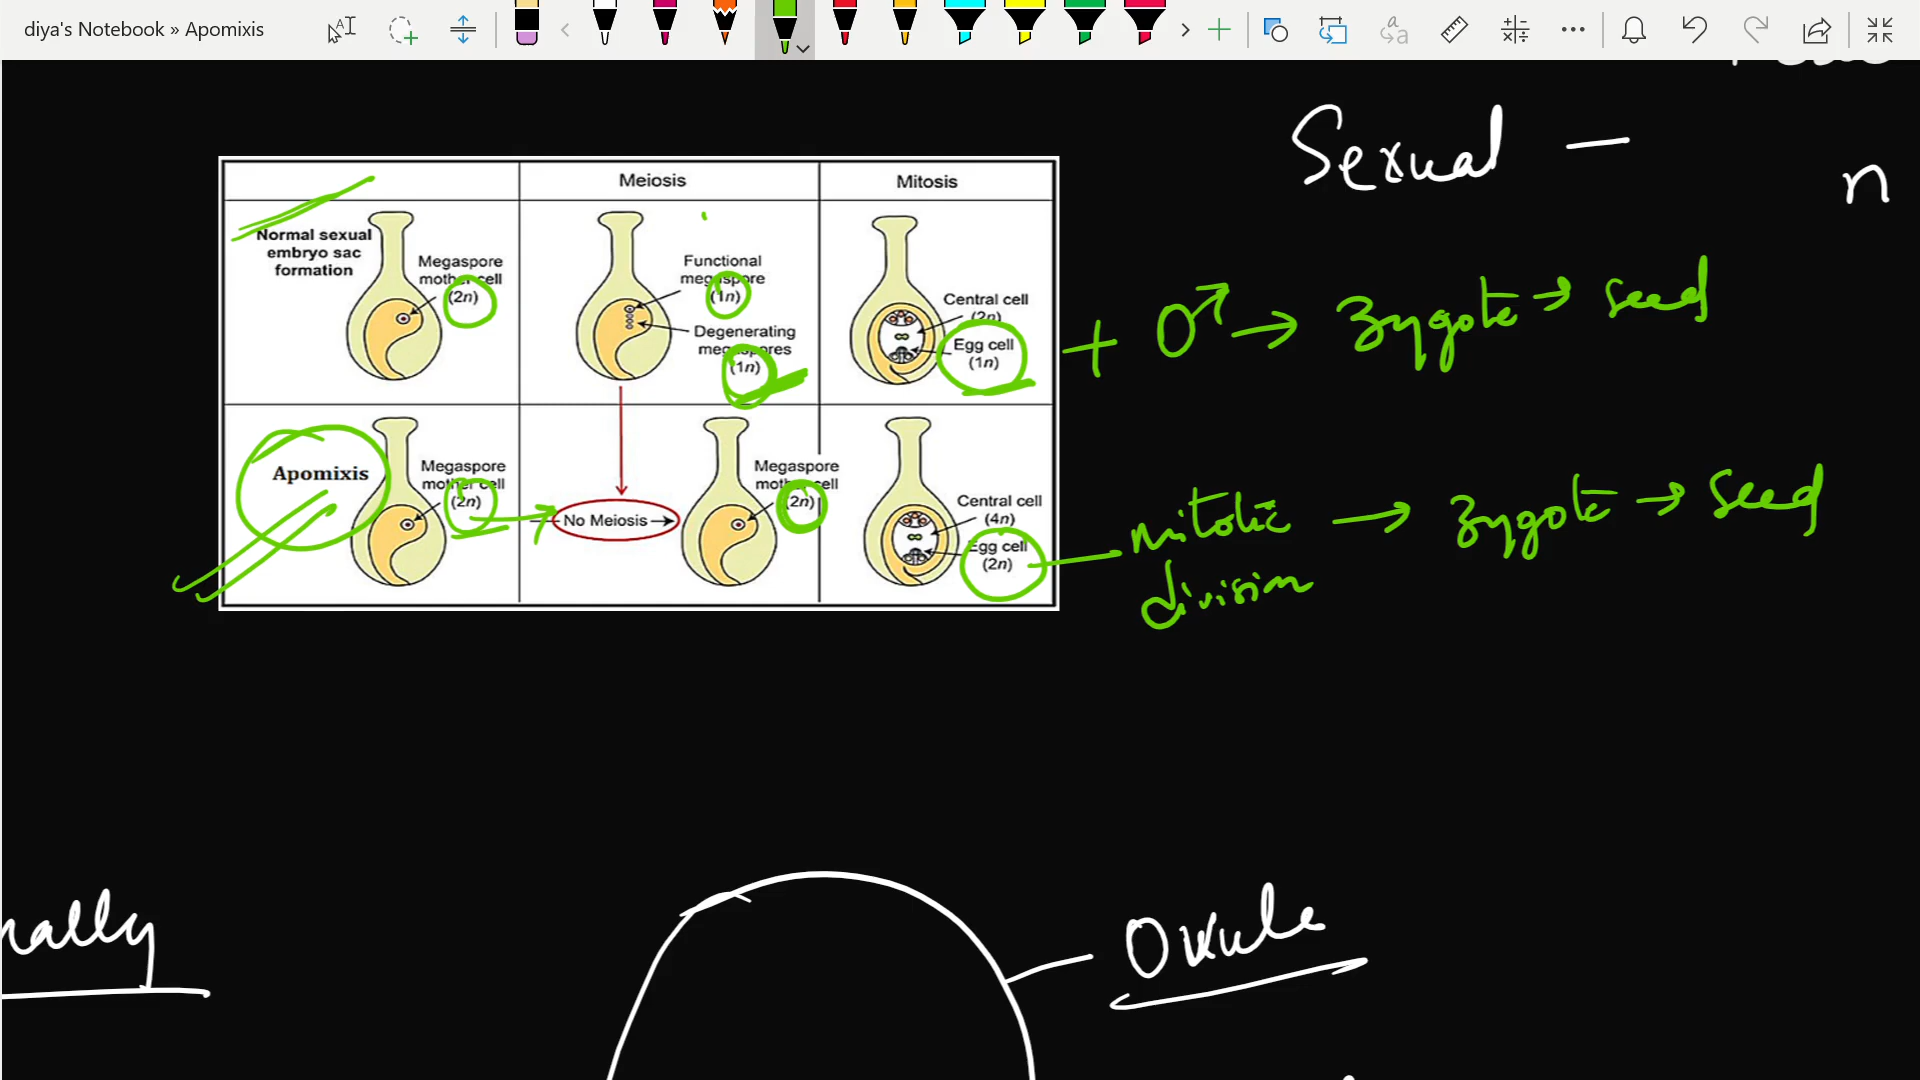 diya's Notebook » Apomixis
Sexual —
n
Meiosis
Mitosis
Normal sexual
embryo sac
formation
Megaspore
mother cell
(2n)
Functional
megaspore
(1n)
Degenerating
megaspores
(1n)
Central cell
(2n)
Egg cell
(1n)
+ O↗ → Zygote → seed
Apomixis
Megaspore
mother cell
(2n)
No Meiosis →
Megaspore
mother cell
(2n)
Central cell
(4n)
Egg cell
(2n)
mitotic → Zygote → Seed
division
nally
Ovule